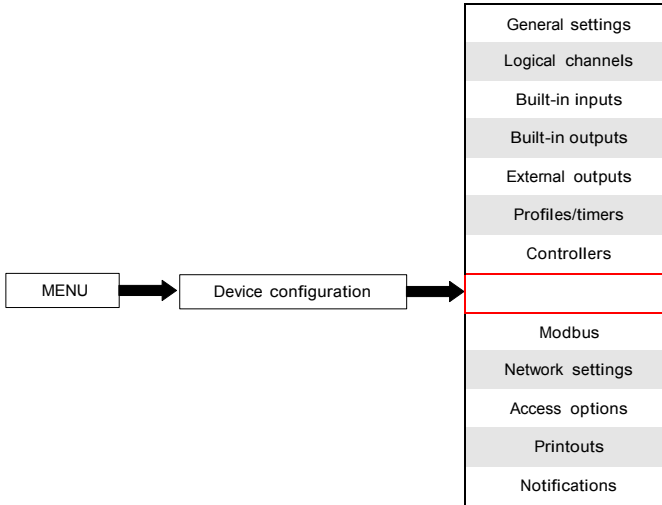 General settings
Logical channels
Built-in inputs
Built-in outputs
External outputs
Profiles/timers
Controllers
MENU
Device configuration
Modbus
Network settings
Access options
Printouts
Notifications